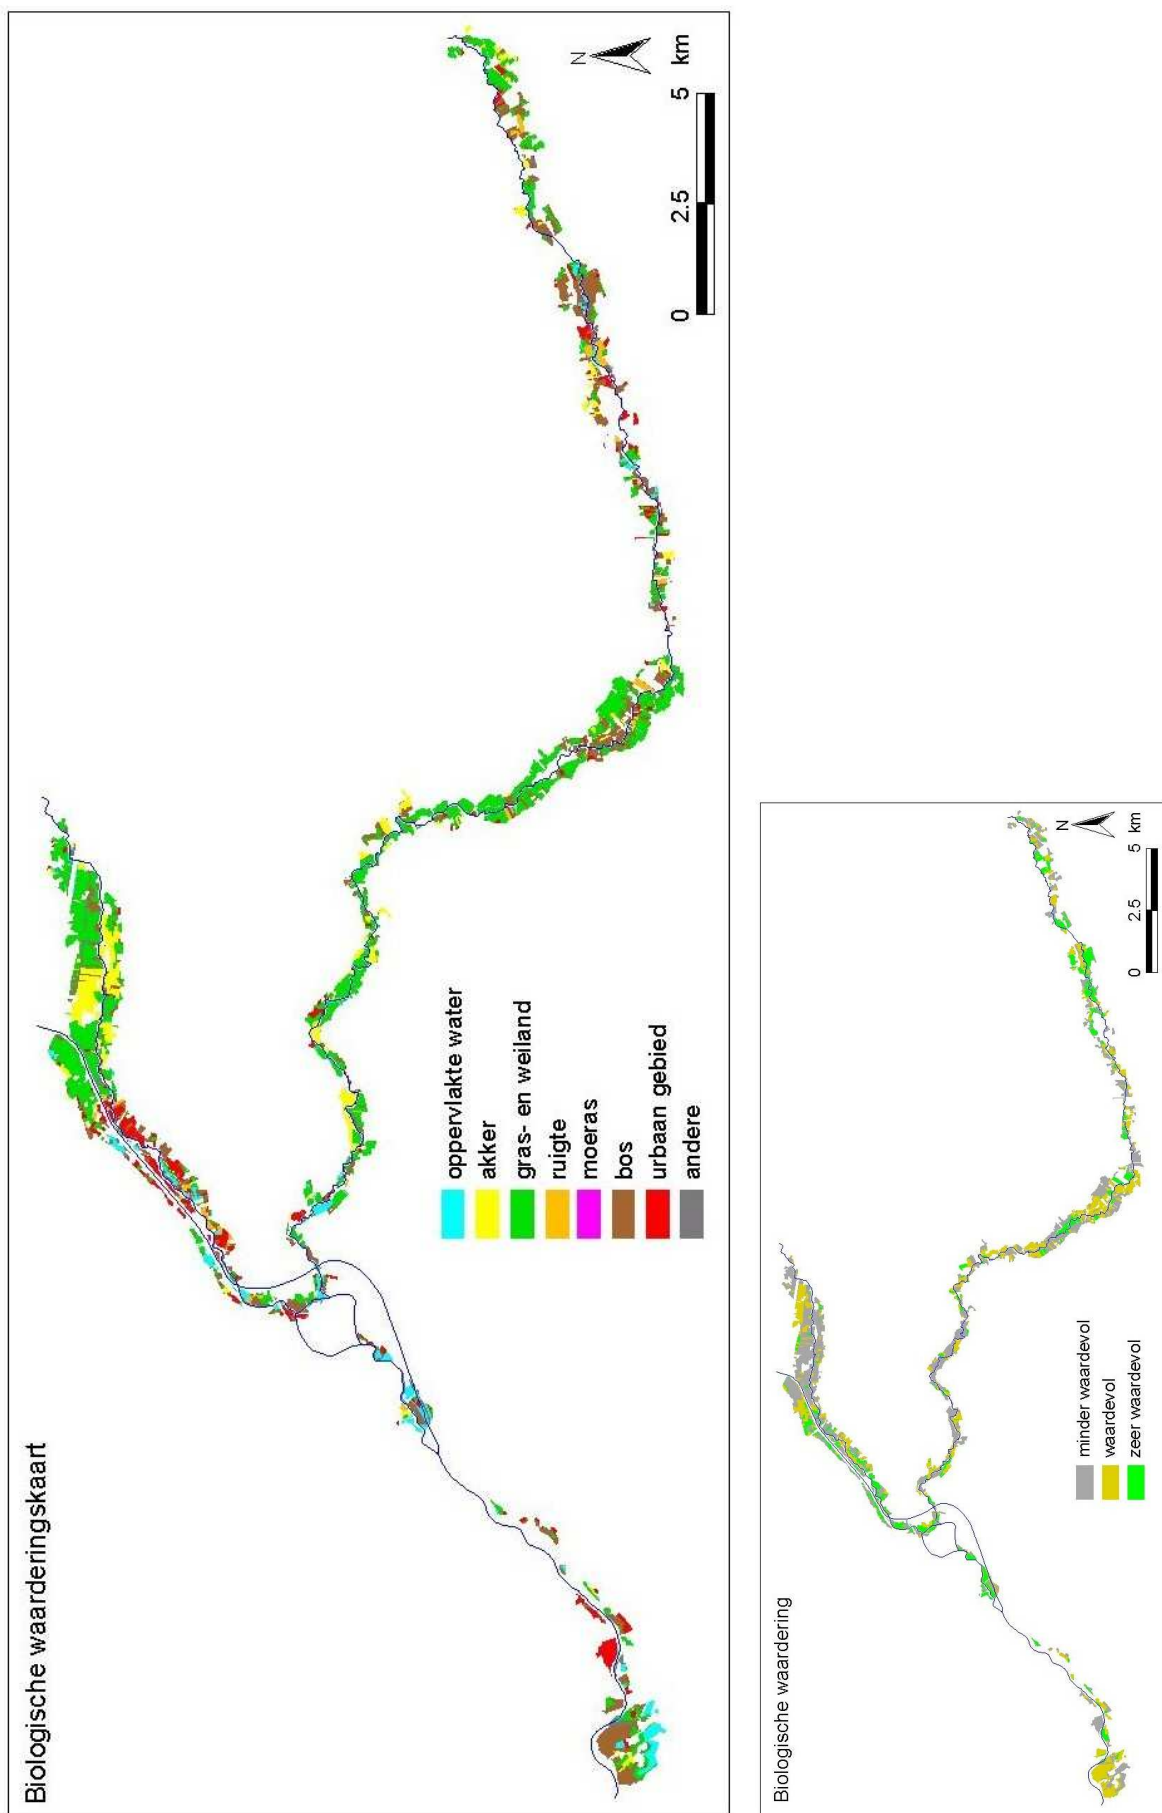 Biologische waarderingskaart
oppervlakte water
akker
gras- en weiland
ruigte
moeras
bos
urbaan gebied
andere
N
0 2.5 5 km
Biologische waardering
minder waardevol
waardevol
zeer waardevol
N
0 2.5 5 km